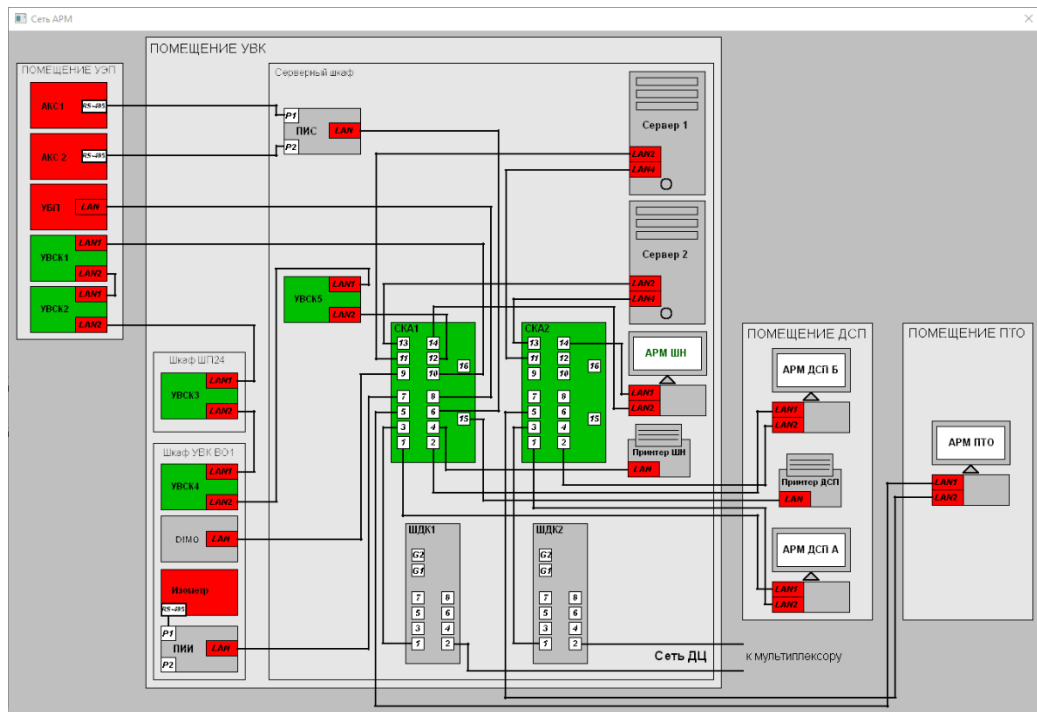 Сеть АРМ
ПОМЕЩЕНИЕ УЭП
АКС1
RS-485
АКС 2
RS-485
УБП
LAN
УВСК1
LAN1
LAN2
УВСК2
LAN1
LAN2
ПОМЕЩЕНИЕ УВК
Шкаф ШП24
УВСК3
LAN1
LAN2
Шкаф УВК ВО1
УВСК4
LAN1
LAN2
DIMO
LAN
Изометр
RS-485
P1
ПИИ
LAN
P2
Серверный шкаф
P1
ПИС
LAN
P2
УВСК5
LAN1
LAN2
Сервер 1
LAN2
LAN4
Сервер 2
LAN2
LAN4
СКА1
13
14
11
12
16
9
10
7
8
5
6
15
3
4
1
2
СКА2
13
14
11
12
16
9
10
7
8
5
6
15
3
4
1
2
АРМ ШН
LAN1
LAN2
Принтер ШН
LAN
ШДК1
G2
G1
7
8
5
6
3
4
1
2
ШДК2
G2
G1
7
8
5
6
3
4
1
2
Сеть ДЦ
к мультиплексору
ПОМЕЩЕНИЕ ДСП
АРМ ДСП Б
LAN1
LAN2
Принтер ДСП
LAN
АРМ ДСП А
LAN1
LAN2
ПОМЕЩЕНИЕ ПТО
АРМ ПТО
LAN1
LAN2